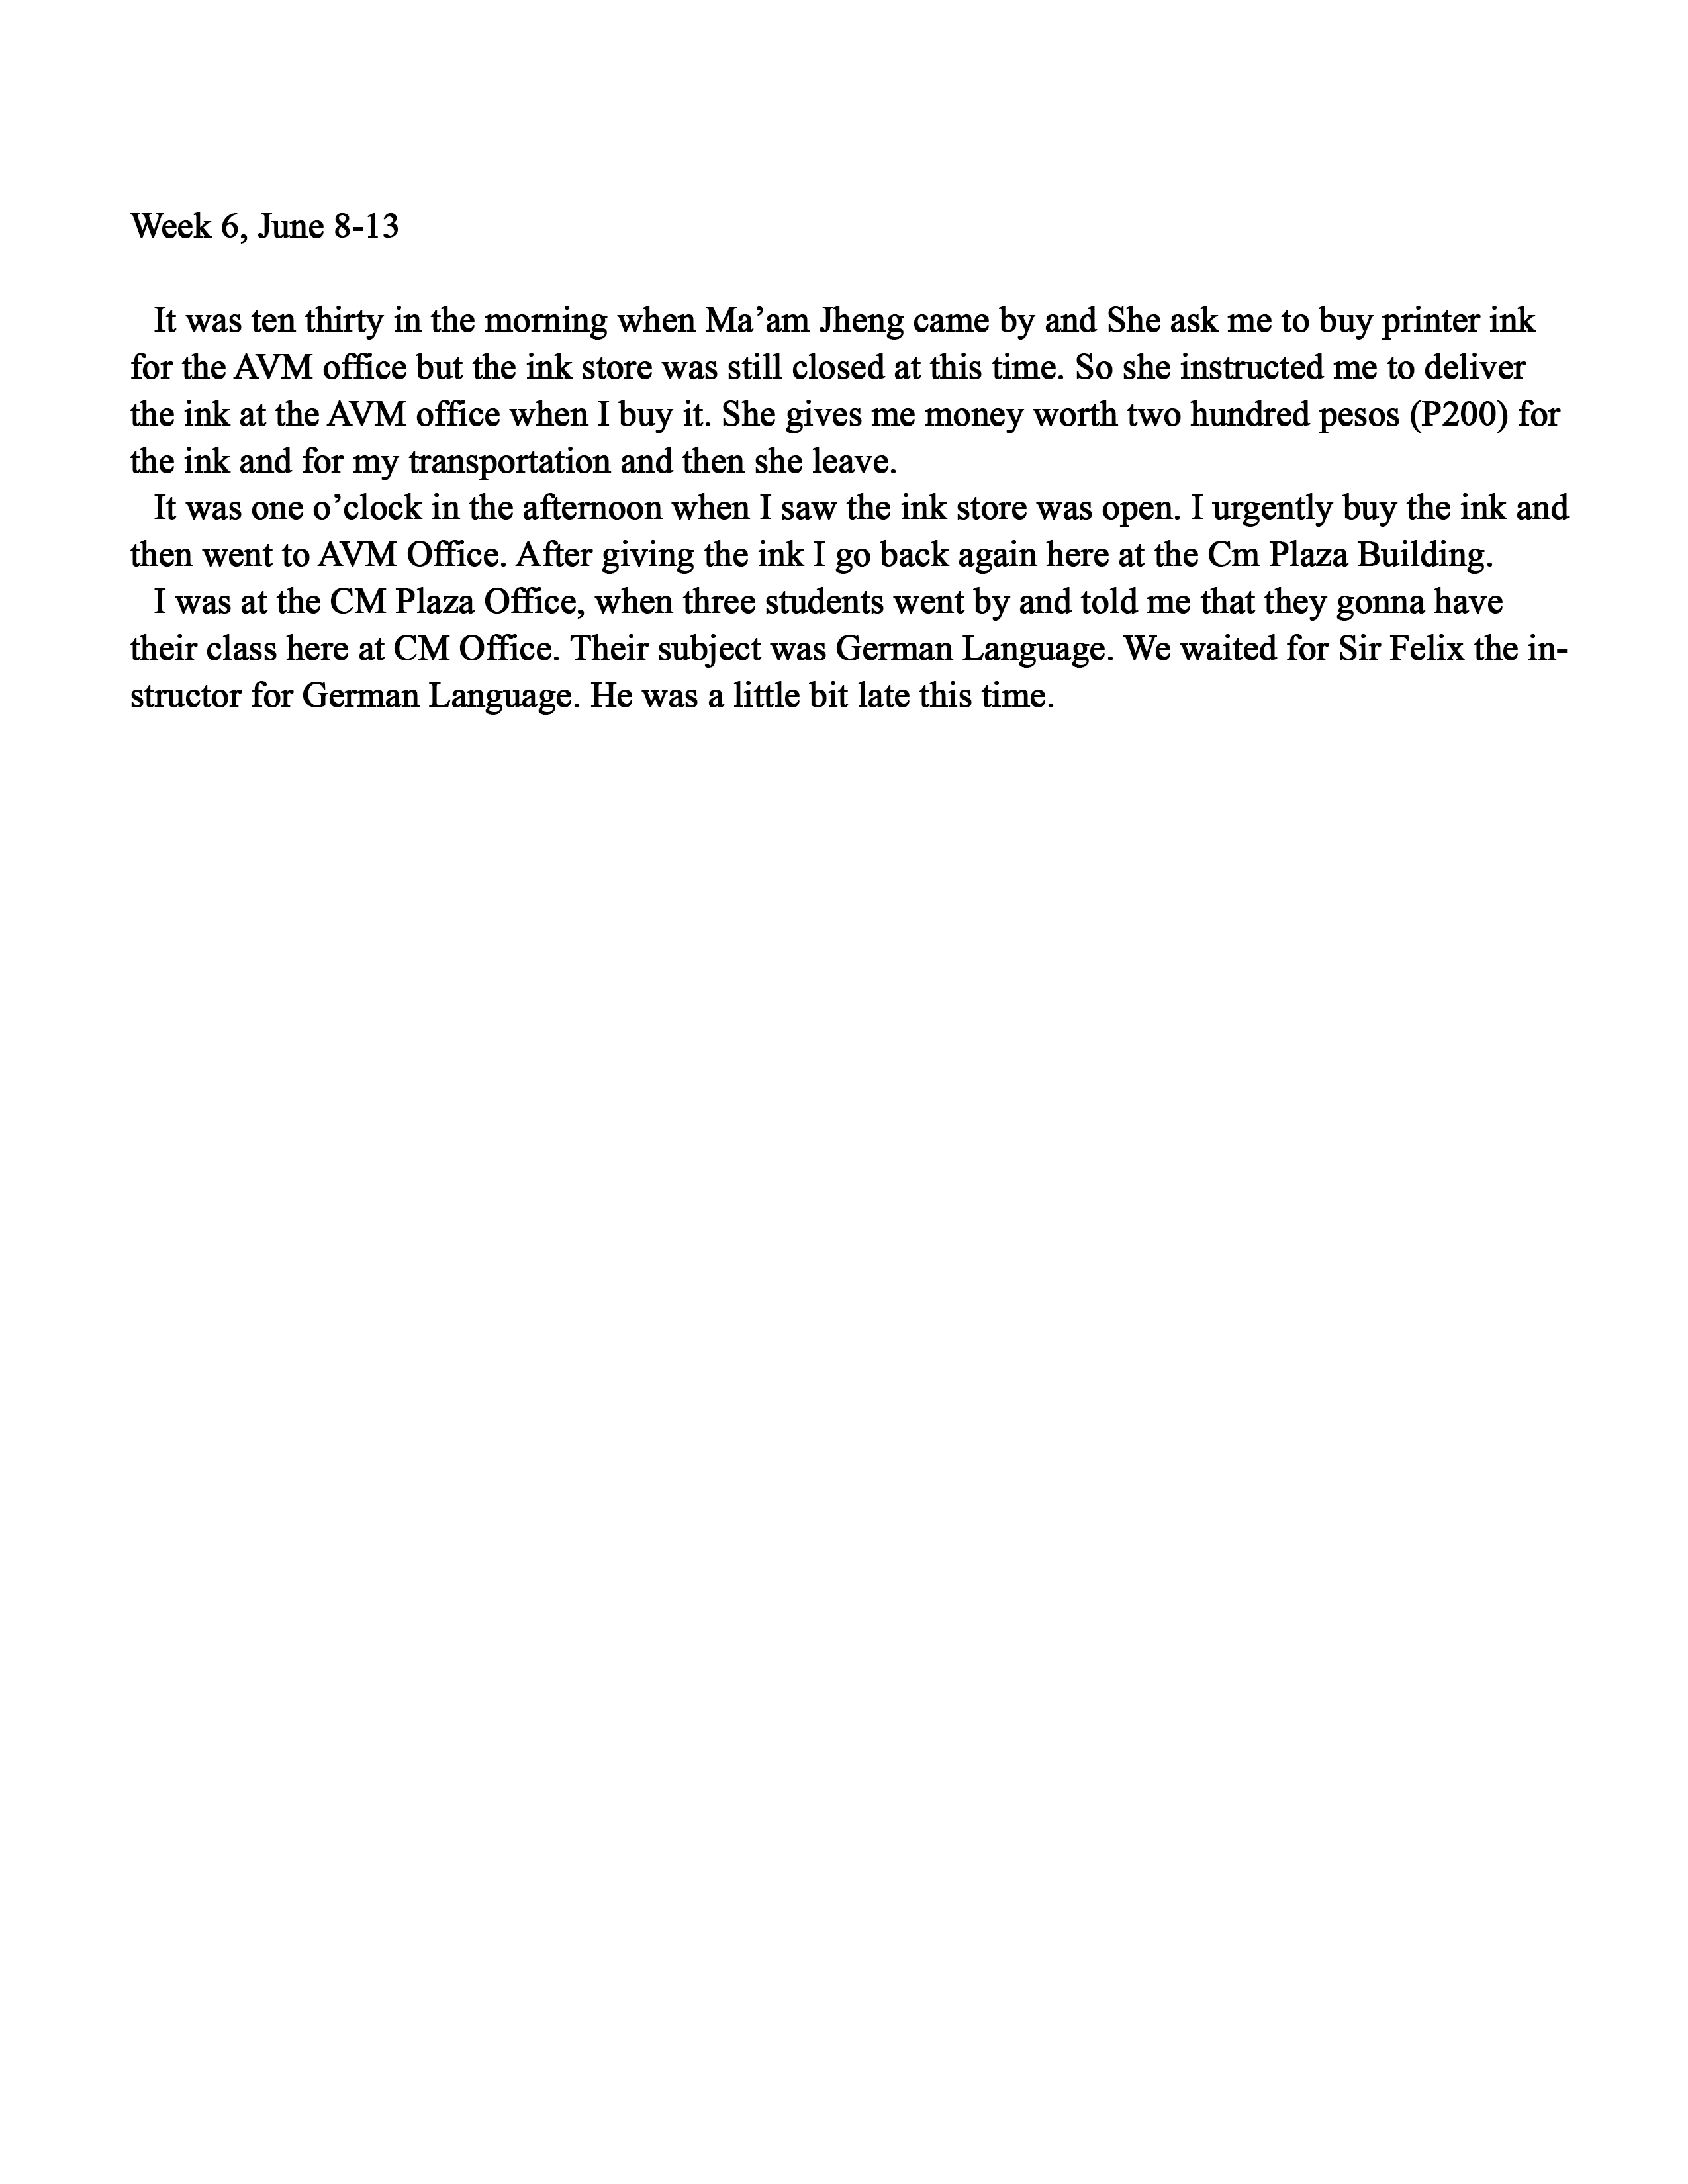 Week 6, June 8-13
It was ten thirty in the morning when Ma’am Jheng came by and She ask me to buy printer ink
for the AVM office but the ink store was still closed at this time. So she instructed me to deliver
the ink at the AVM office when I buy it. She gives me money worth two hundred pesos (P200) for
the ink and for my transportation and then she leave.
It was one o’clock in the afternoon when I saw the ink store was open. I urgently buy the ink and
then went to AVM Office. After giving the ink I go back again here at the Cm Plaza Building.
I was at the CM Plaza Office, when three students went by and told me that they gonna have
their class here at CM Office. Their subject was German Language. We waited for Sir Felix the in-
structor for German Language. He was a little bit late this time.